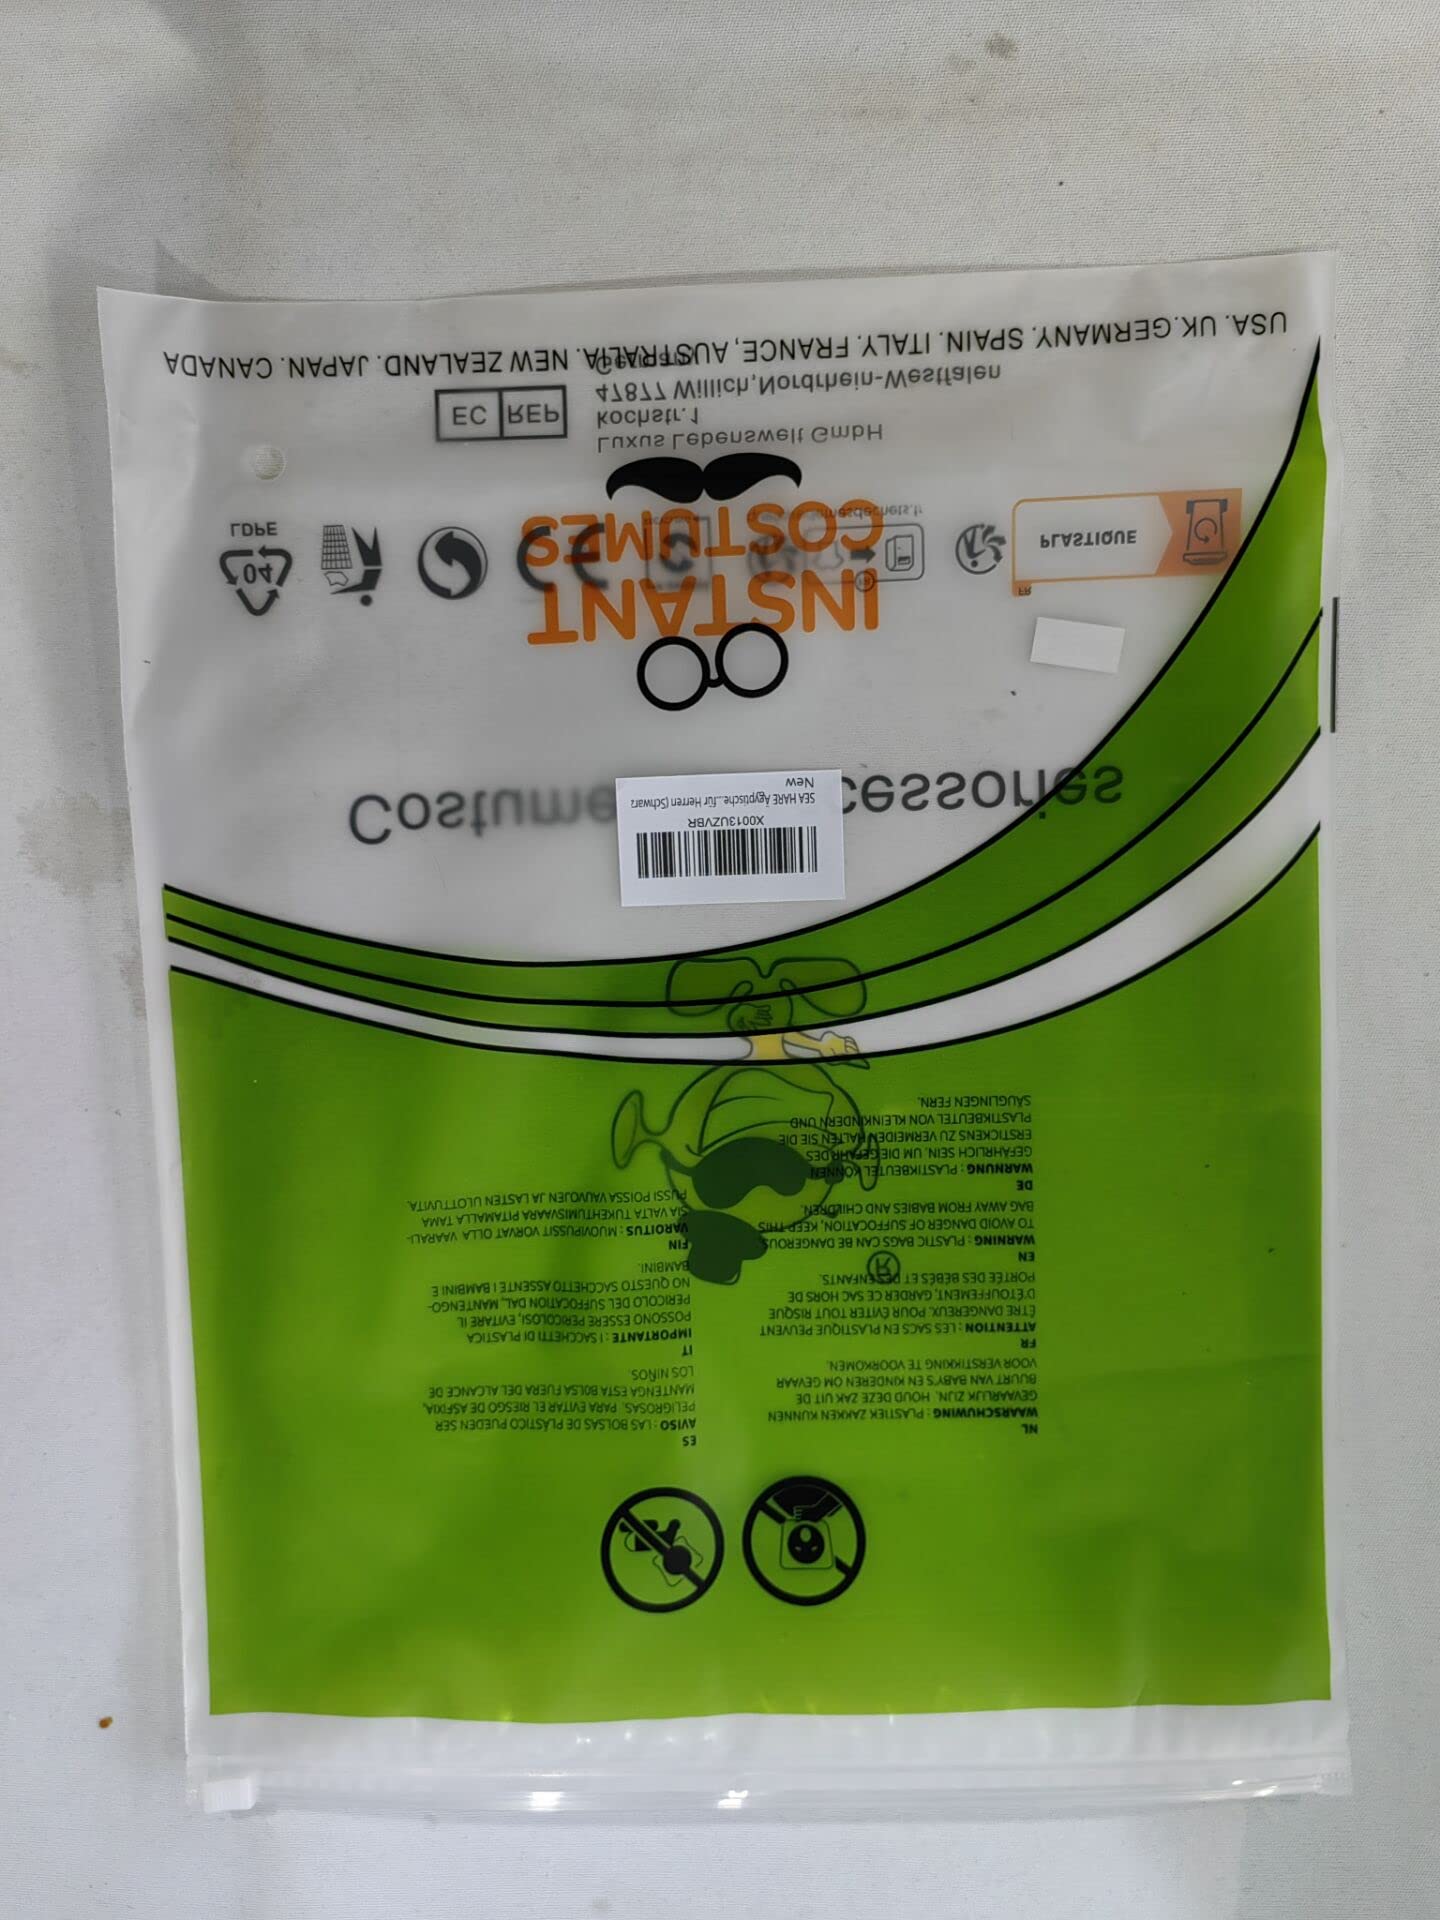 NL
WAARSCHUWING : PLASTIEK ZAKKEN KUNNEN
GEVAARLIJK ZIJN. HOUD DEZE ZAK UIT DE
BUURT VAN BABY'S EN KINDEREN OM GEVAAR
VOOR VERSTIKKING TE VOORKOMEN.
FR
ATTENTION : LES SACS EN PLASTIQUE PEUVENT
ÊTRE DANGEREUX. POUR ÉVITER TOUT RISQUE
D'ÉTOUFFEMENT, GARDER CE SAC HORS DE
PORTÉE DES BÉBÉS ET DES ENFANTS.
EN
WARNING : PLASTIC BAGS CAN BE DANGEROUS.
TO AVOID DANGER OF SUFFOCATION, KEEP THIS
BAG AWAY FROM BABIES AND CHILDREN.
DE
WARNUNG : PLASTIKBEUTEL KÖNNEN
GEFÄHRLICH SEIN. UM DIE GEFAHR DES
ERSTICKENS ZU VERMEIDEN HALTEN SIE DIE
PLASTIKBEUTEL VON KLEINKINDERN UND
SÄUGLINGEN FERN.
ES
AVISO : LAS BOLSAS DE PLÁSTICO PUEDEN SER
PELIGROSAS. PARA EVITAR EL RIESGO DE ASFIXIA,
MANTENGA ESTA BOLSA FUERA DEL ALCANCE DE
LOS NIÑOS.
IT
IMPORTANTE : I SACCHETTI DI PLASTICA
POSSONO ESSERE PERICOLOSI, EVITARE IL
PERICOLO DEL SUFFOCATION DAL, MANTENGO-
NO QUESTO SACCHETTO ASSENTE I BAMBINI E
BAMBINI.
FIN
VAROITUS : MUOVIPUSSIT VORVAT OLLA VAARALI-
SIA VALTA TUKEHTUMISVAARA PITAMALLA TAMA
PUSSI POISSA VAUVOJEN JA LASTEN ULOTTUVITA.
®
X0013UZVBR
SEA HARE Ägyptische...für Herren (Schwarz
New
Costume
cessories
INSTANT
COSTUMES
FR
PLASTIQUE
04
LDPE
CE
EC REP
Luxus Lebenswelt GmbH
Kochstr.1
47877 Willich,Nordrhein-Westfalen
USA. UK.GERMANY. SPAIN. ITALY. FRANCE, AUSTRALIA. NEW ZEALAND. JAPAN. CANADA